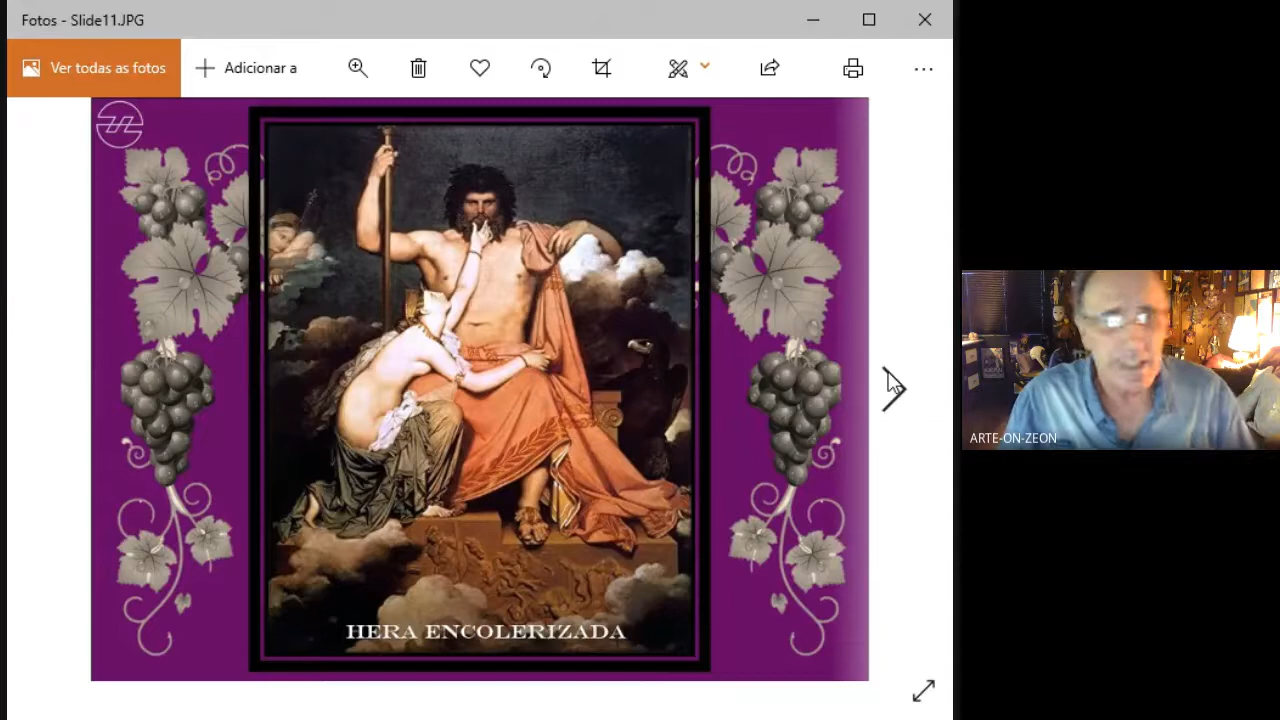 Fotos - Slide11.JPG
Ver todas as fotos
Adicionar a
HERA ENCOLERIZADA
ARTE-ON-ZEON